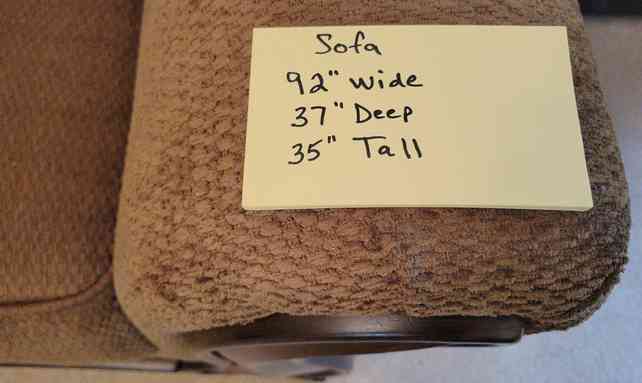 Sofa
92" wide
37" Deep
35" Tall